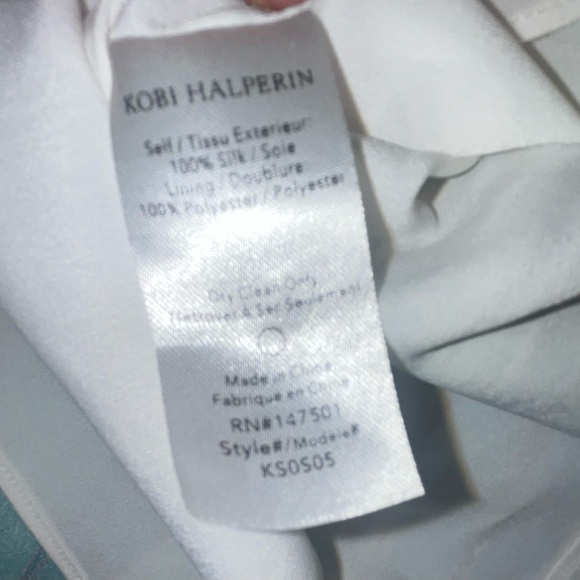 KOBI HALPERIN
Self / Tissu Exterieur:
100% Silk / Soie
Lining / Doublure
100% Polyester / Polyester
Dry Clean Only
Nettoyer A Sec Seulement
Made in China
Fabrique en Chine
RN#147501
Style#/Modele#
KS0505